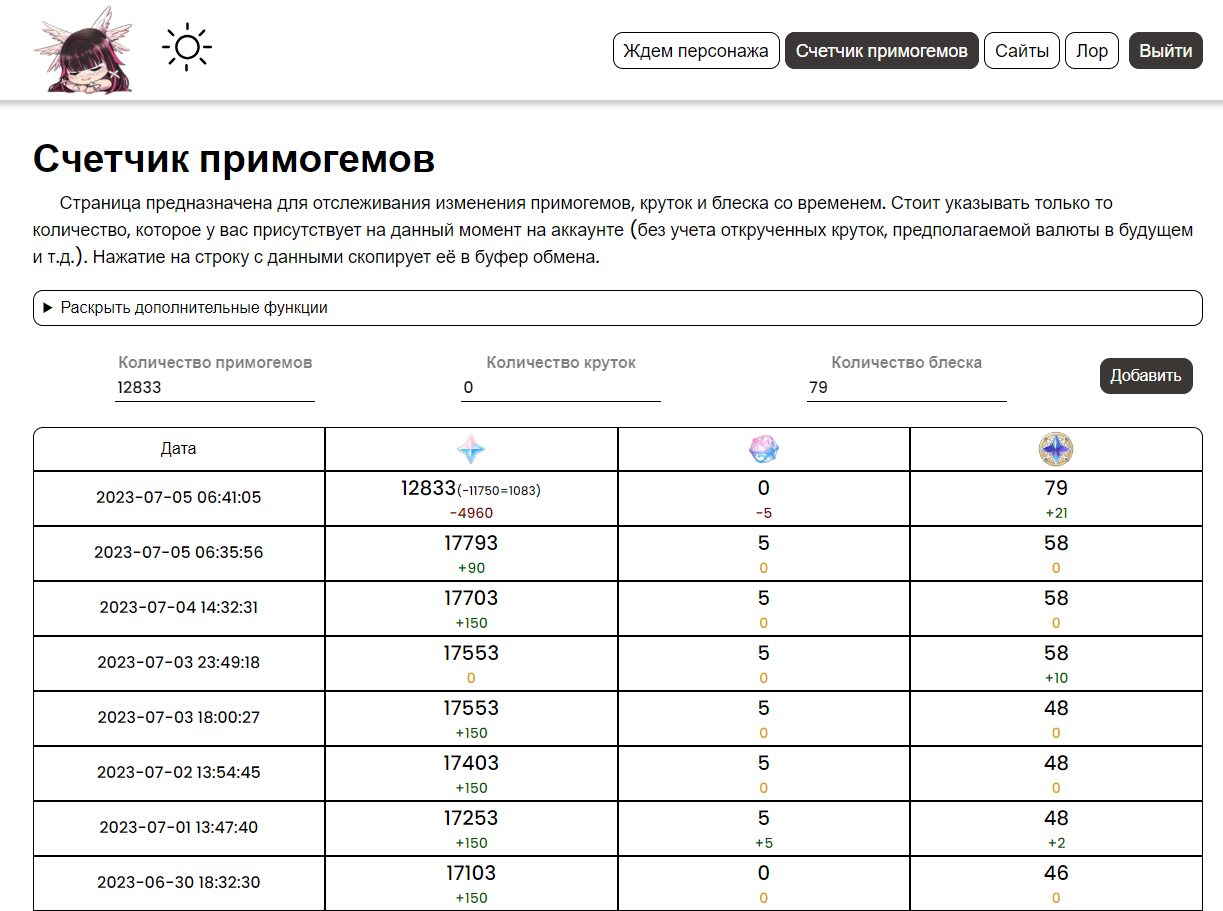 Ждем персонажа Счетчик примогемов Сайты Лор Выйти
Счетчик примогемов
Страница предназначена для отслеживания изменения примогемов, круток и блеска со временем. Стоит указывать только то
количество, которое у вас присутствует на данный момент на аккаунте (без учета открученных круток, предполагаемой валюты в будущем
и т.д.). Нажатие на строку с данными скопирует её в буфер обмена.
Раскрыть дополнительные функции
Количество примогемов Количество круток Количество блеска
12833 0 79 Добавить
Дата
2023-07-05 06:41:05 12833(-11750=1083) 0 79
-4960 -5 +21
2023-07-05 06:35:56 17793 5 58
+90 0 0
2023-07-04 14:32:31 17703 5 58
+150 0 0
2023-07-03 23:49:18 17553 5 58
0 0 +10
2023-07-03 18:00:27 17553 5 48
+150 0 0
2023-07-02 13:54:45 17403 5 48
+150 0 0
2023-07-01 13:47:40 17253 5 48
+150 +5 +2
2023-06-30 18:32:30 17103 0 46
+150 0 0